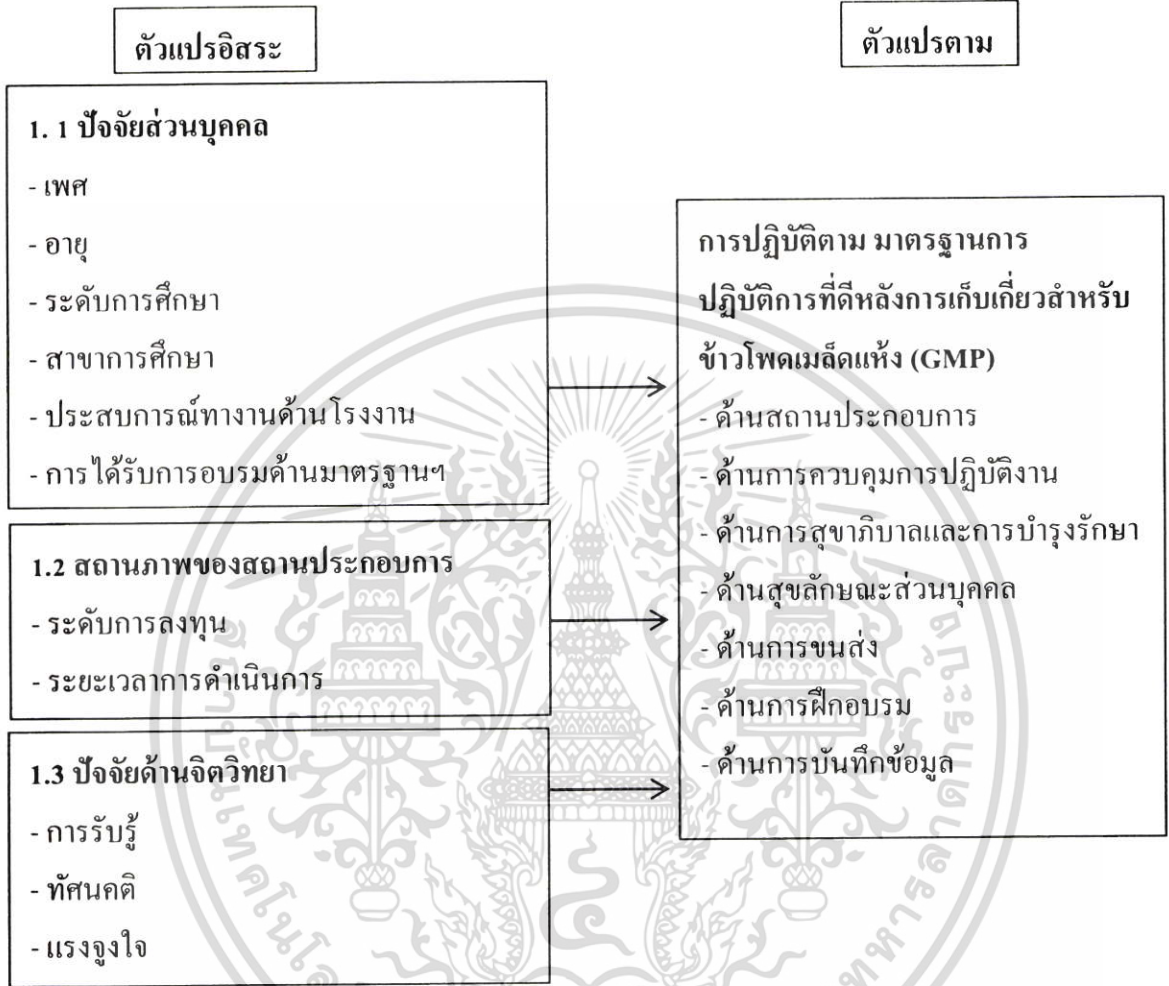 ตัวแปรอิสระ
ตัวแปรตาม
1. 1 ปัจจัยส่วนบุคคล
- เพศ
- อายุ
- ระดับการศึกษา
- สาขาการศึกษา
- ประสบการณ์ทางานด้านโรงงาน
- การได้รับการอบรมด้านมาตรฐานฯ
1.2 สถานภาพของสถานประกอบการ
- ระดับการลงทุน
- ระยะเวลาการดำเนินการ
1.3 ปัจจัยด้านจิตวิทยา
- การรับรู้
- ทัศนคติ
- แรงจูงใจ
การปฏิบัติตาม มาตรฐานการ
ปฏิบัติการที่ดีหลังการเก็บเกี่ยวสำหรับ
ข้าวโพดเมล็ดแห้ง (GMP)
- ด้านสถานประกอบการ
- ด้านการควบคุมการปฏิบัติงาน
- ด้านการสุขาภิบาลและการบำรุงรักษา
- ด้านสุขลักษณะส่วนบุคคล
- ด้านการขนส่ง
- ด้านการฝึกอบรม
- ด้านการบันทึกข้อมูล